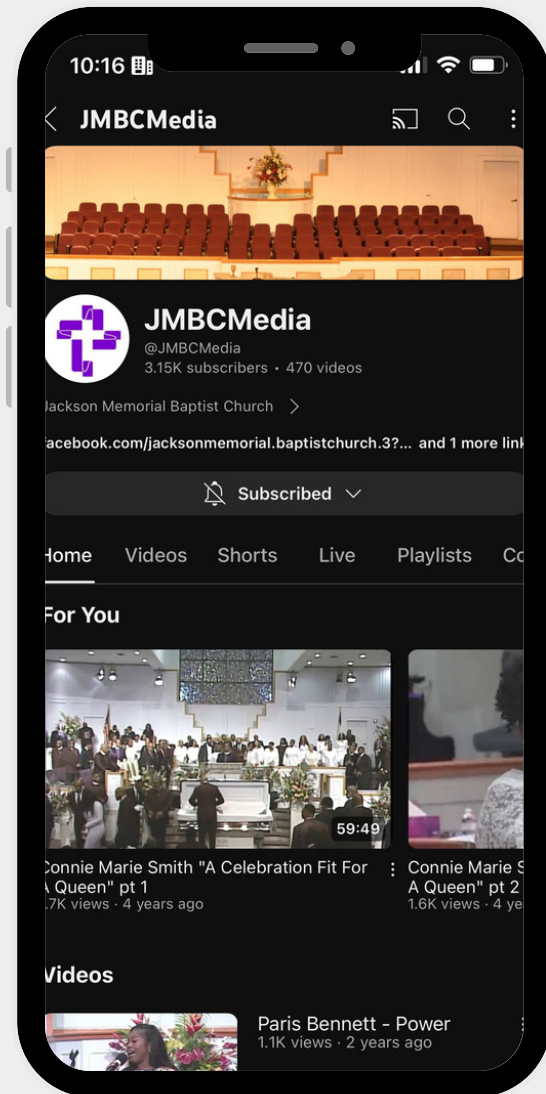 10:16
JMBCMedia
JMBCMedia
@JMBCMedia
3.15K subscribers • 470 videos
Jackson Memorial Baptist Church
facebook.com/jacksonmemorial.baptistchurch.3?... and 1 more link
Subscribed
Home Videos Shorts Live Playlists
For You
59:49
Connie Marie Smith "A Celebration Fit For
A Queen" pt 1
.7K views · 4 years ago
Connie Marie S
A Queen" pt 2
1.6K views · 4 ye
Videos
Paris Bennett - Power
1.1K views · 2 years ago